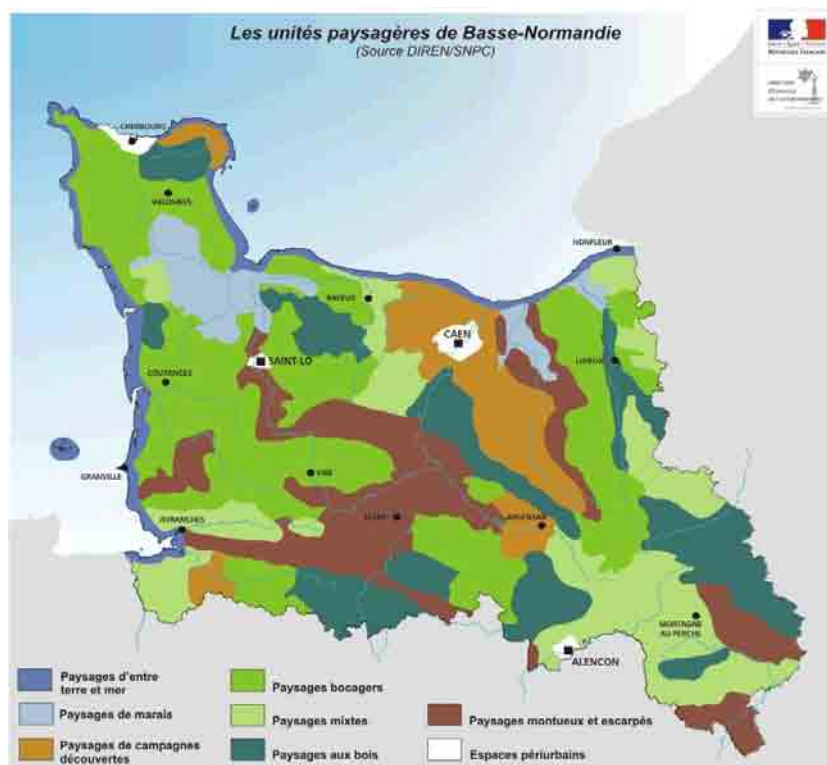 Les unités paysagères de Basse-Normandie
(Source DIREN/SNPC)
RÉPUBLIQUE FRANÇAISE
CHERBOURG
VALOGNES
HONFLEUR
BAYEUX
CAEN
SAINT-LO
LISIEUX
COUTANCES
GRANVILLE
VIRE
AVRANCHES
FLERS
ARGENTAN
MORTAGNE
AU PERCHE
ALENCON
Paysages d'entre
terre et mer
Paysages de marais
Paysages de campagnes
découvertes
Paysages bocagers
Paysages mixtes
Paysages aux bois
Paysages montueux et escarpés
Espaces périurbains